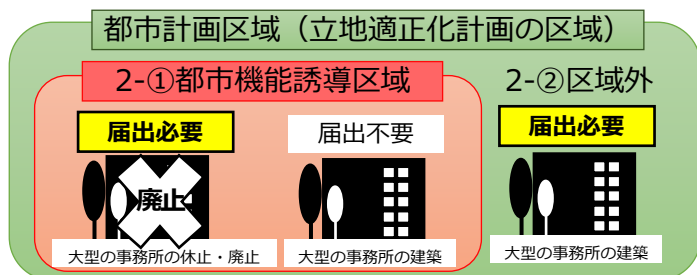 都市計画区域（立地適正化計画の区域）
2-①都市機能誘導区域
2-②区域外
届出必要
届出不要
届出必要
廃止
大型の事務所の休止・廃止
大型の事務所の建築
大型の事務所の建築